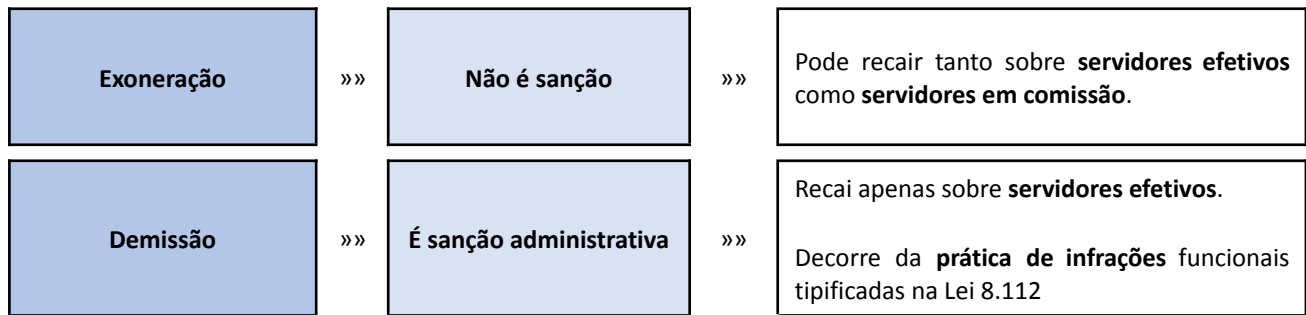 Exoneração »» Não é sanção »» Pode recair tanto sobre servidores efetivos
como servidores em comissão.
Demissão »» É sanção administrativa »» Recai apenas sobre servidores efetivos.
Decorre da prática de infrações funcionais
tipificadas na Lei 8.112